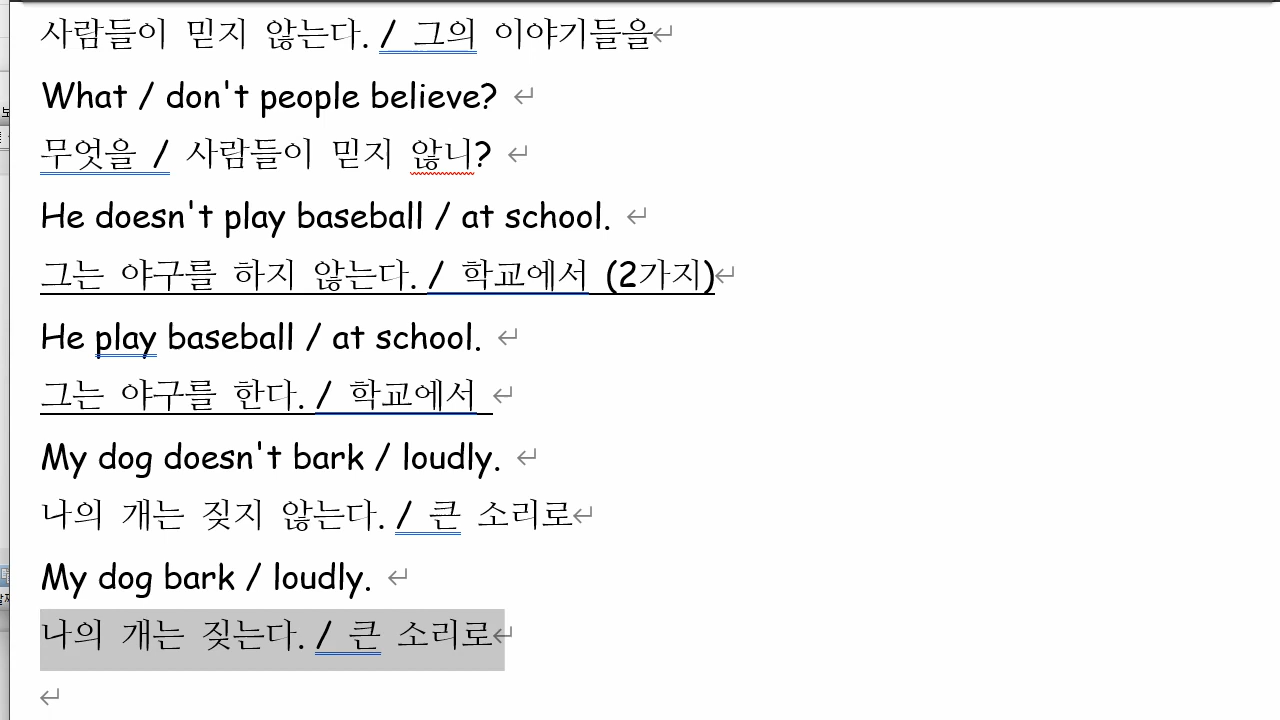 사람들이 믿지 않는다. / 그의 이야기들을
What / don't people believe?
무엇을 / 사람들이 믿지 않니?
He doesn't play baseball / at school.
그는 야구를 하지 않는다. / 학교에서 (2가지)
He play baseball / at school.
그는 야구를 한다. / 학교에서
My dog doesn't bark / loudly.
나의 개는 짖지 않는다. / 큰 소리로
My dog bark / loudly.
나의 개는 짖는다. / 큰 소리로